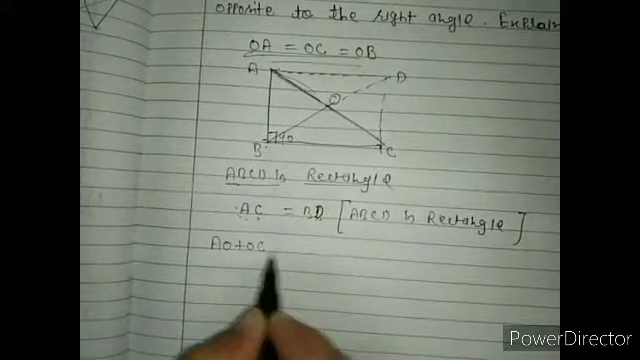 opposite to the right angle. Explain
OA = OC = OB
A
D
O
B
90
C
ABCD is Rectangle
AC = BD [ABCD is Rectangle]
AO+OC
PowerDirector